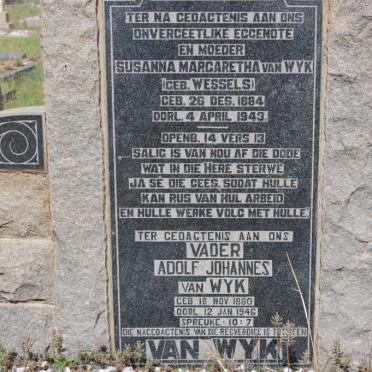 TER NA GEDACTENIS AAN ONS
ONVERGEETLIKE EGGENOTE
EN MOEDER
SUSANNA MARGARETHA VAN WYK
(GEB. WESSELS)
GEB. 26 DES. 1884
OORL. 4 APRIL 1943.
OPENB. 14 VERS 13
"...SALIG IS VAN NOU AF DIE DODE
WAT IN DIE HERE STERWE
JA SE DIE GEES, SODAT HULLE
KAN RUS VAN HUL ARBEID
EN HULLE WERKE VOLG MET HULLE.
TER GEDAGTENIS AAN ONS
VADER
ADOLF JOHANNES
VAN WYK
GEB 18 NOV. 1880
OORL 12 JAN 1946
SPREUKE 10:7
DIE NAGEDAGTENIS VAN DIE REGVERDIGE IS TOT SEEN
VAN WYK